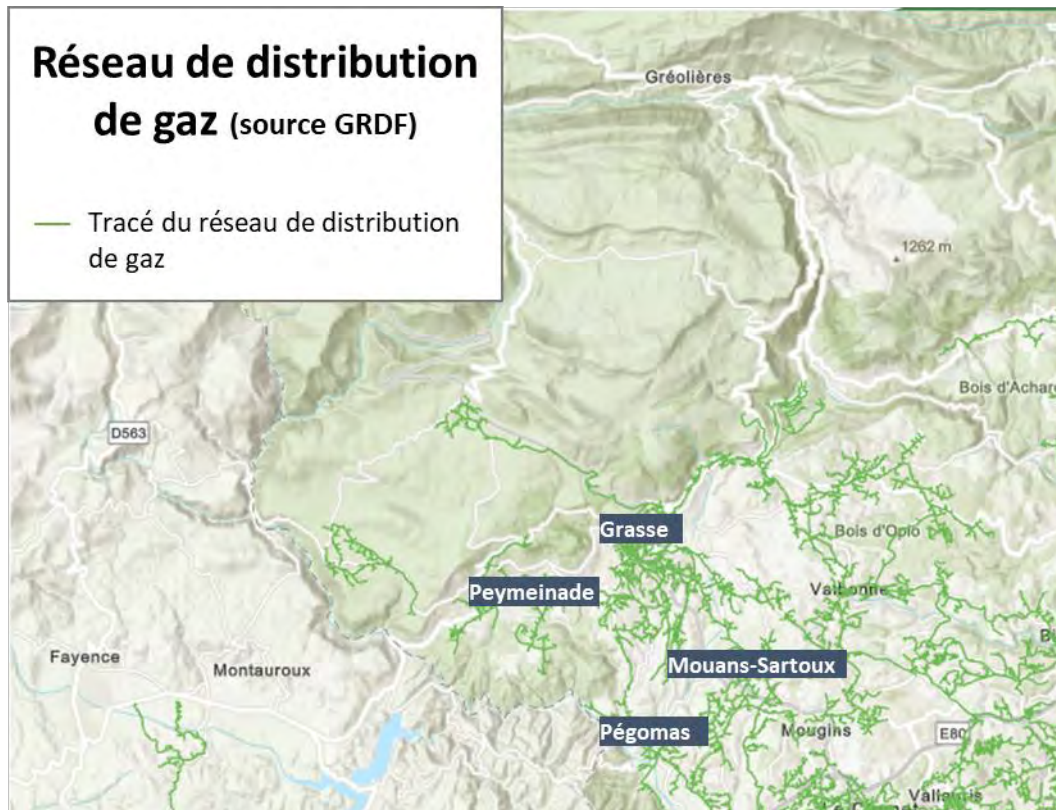 Réseau de distribution
de gaz (source GRDF)
Tracé du réseau de distribution
de gaz
Gréolières
1262 m
Bois d'Achar
D563
Grasse
Bois d'Opio
Peymeinade
Valbonne
Fayence
Montauroux
Mouans-Sartoux
Pégomas
Mougins
E80
Vallauris